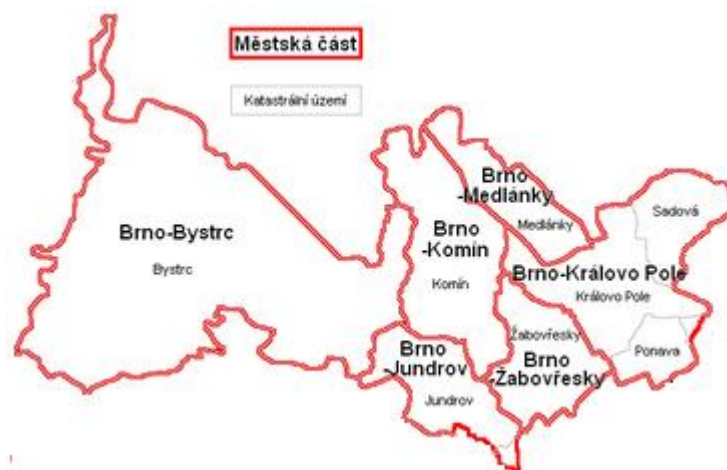 Městská část
Katastrální území
Brno
-Medlánky
Medlánky
Sadová
Brno-Bystrc
Bystrc
Brno
-Komín
Komín
Brno-Královo Pole
Královo Pole
Žabovřesky
Brno
-Žabovřesky
Ponava
Brno
-Jundrov
Jundrov